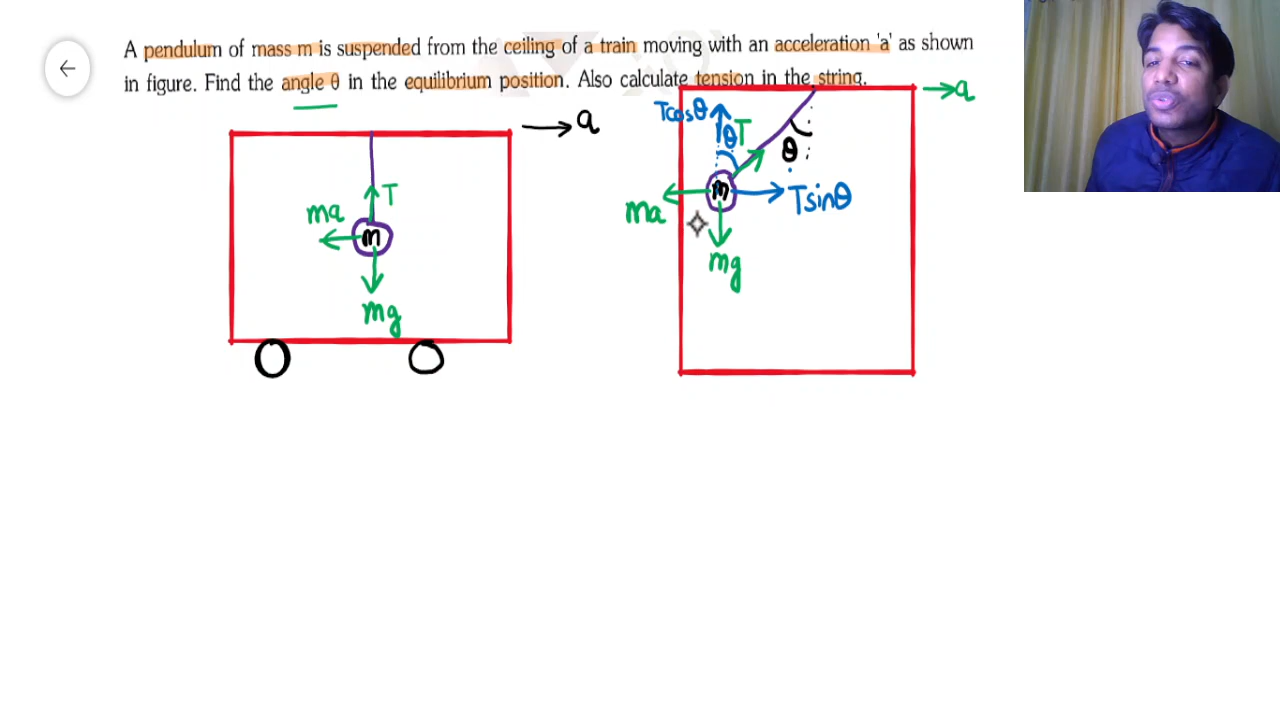 A pendulum of mass m is suspended from the ceiling of a train moving with an acceleration 'a' as shown
in figure. Find the angle θ in the equilibrium position. Also calculate tension in the string.
a
T
ma
m
mg
a
Tcosθ
θ
T
θ
m
Tsinθ
ma
mg